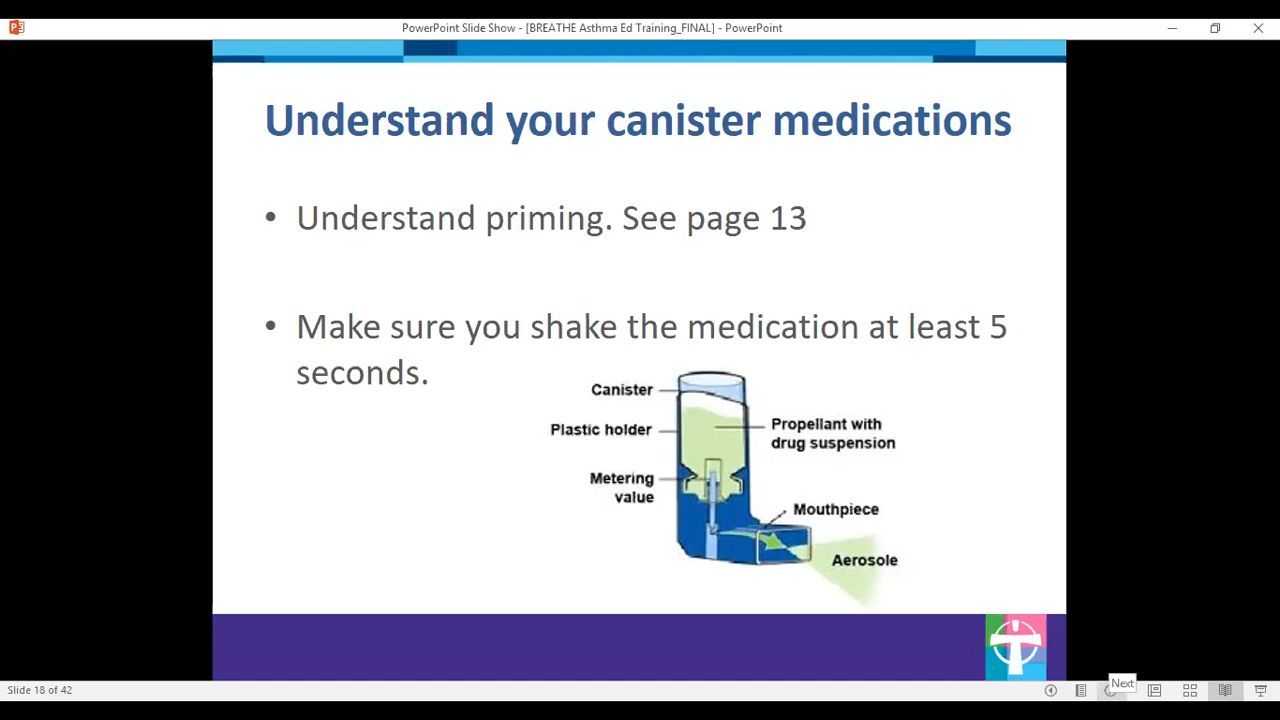 PowerPoint Slide Show - [BREATHE Asthma Ed Training_FINAL] - PowerPoint
Understand your canister medications
• Understand priming. See page 13
• Make sure you shake the medication at least 5
seconds.
Canister
Plastic holder
Propellant with
drug suspension
Metering
value
Mouthpiece
Aerosole
Next
Slide 18 of 42